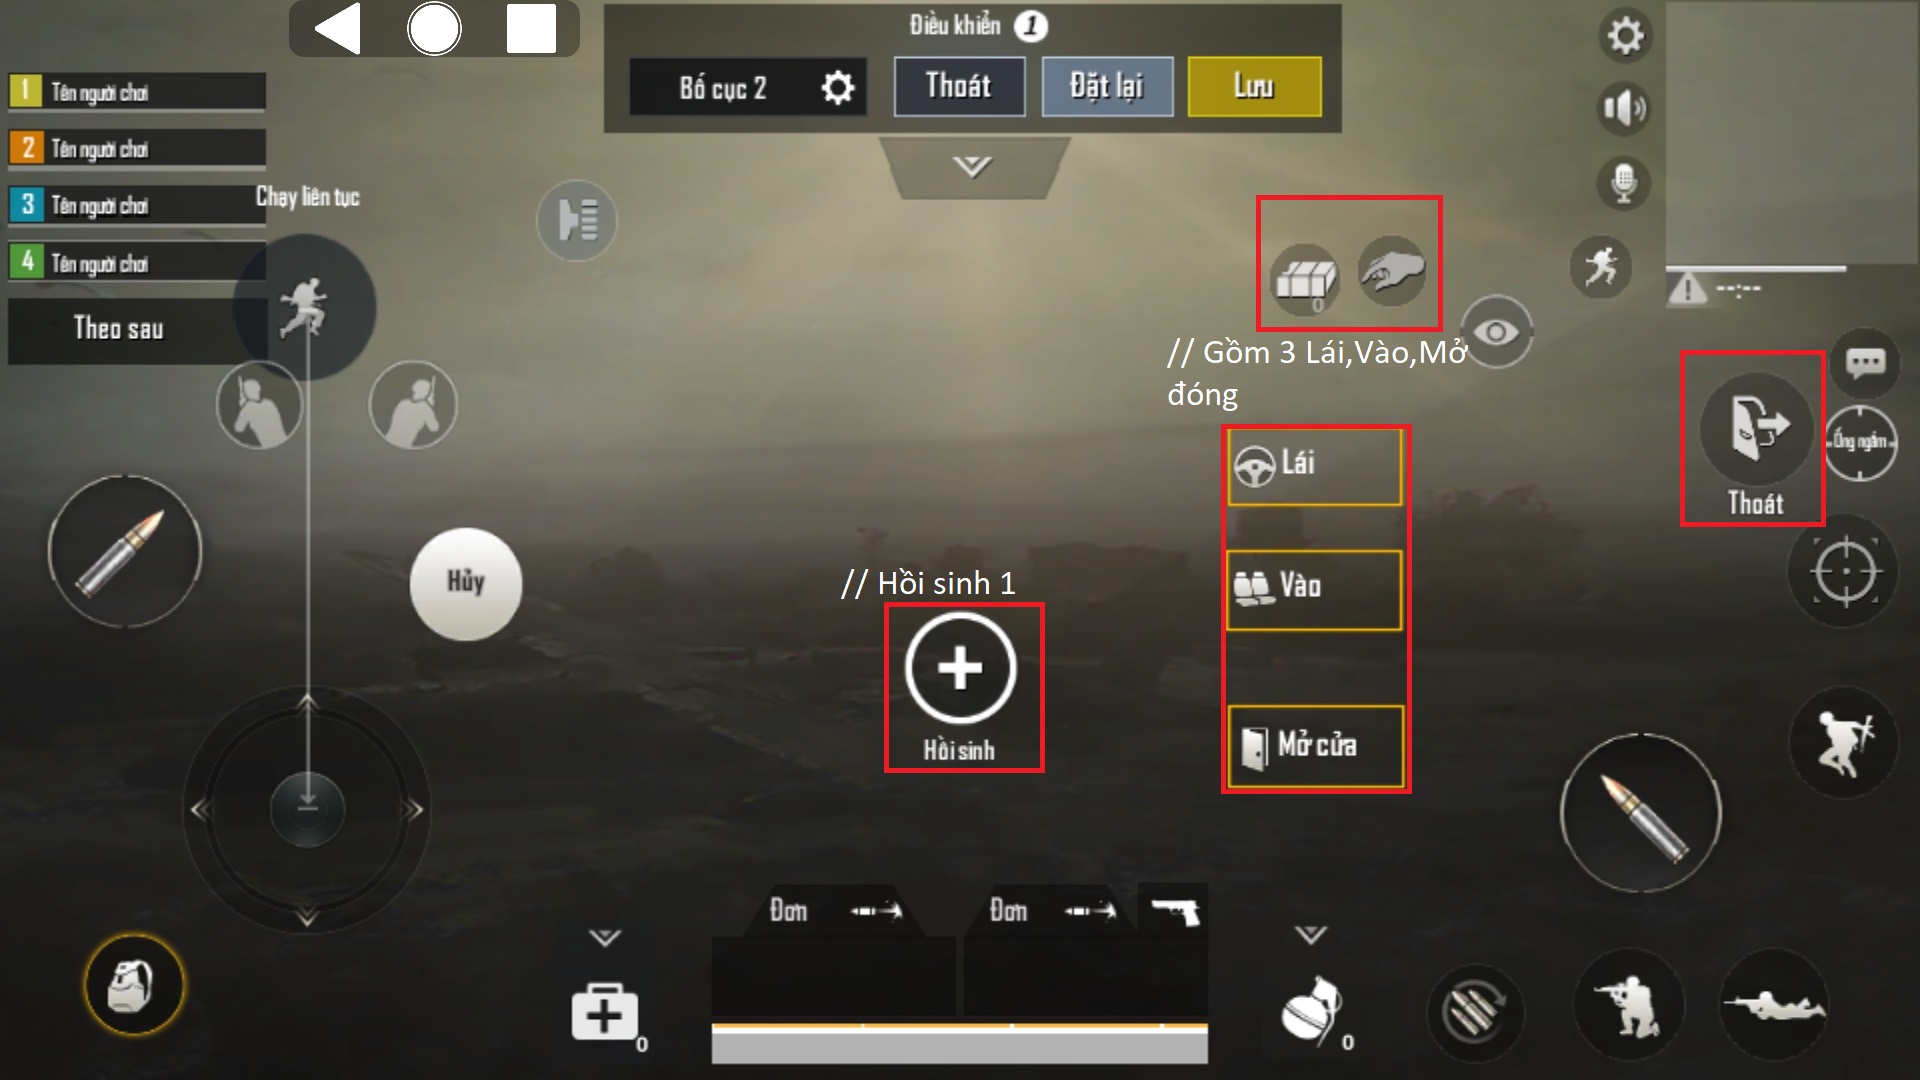 Điều khiển 1
Bố cục 2
Thoát
Đặt lại
Lưu
1 Tên người chơi
2 Tên người chơi
3 Tên người chơi
4 Tên người chơi
Theo sau
Chạy liên tục
0
--:--
// Gồm 3 Lái,Vào,Mở
đóng
Thoát
Ống ngắm
Lái
Vào
Mở cửa
Hủy
// Hồi sinh 1
Hồi sinh
Đơn
Đơn
0
0